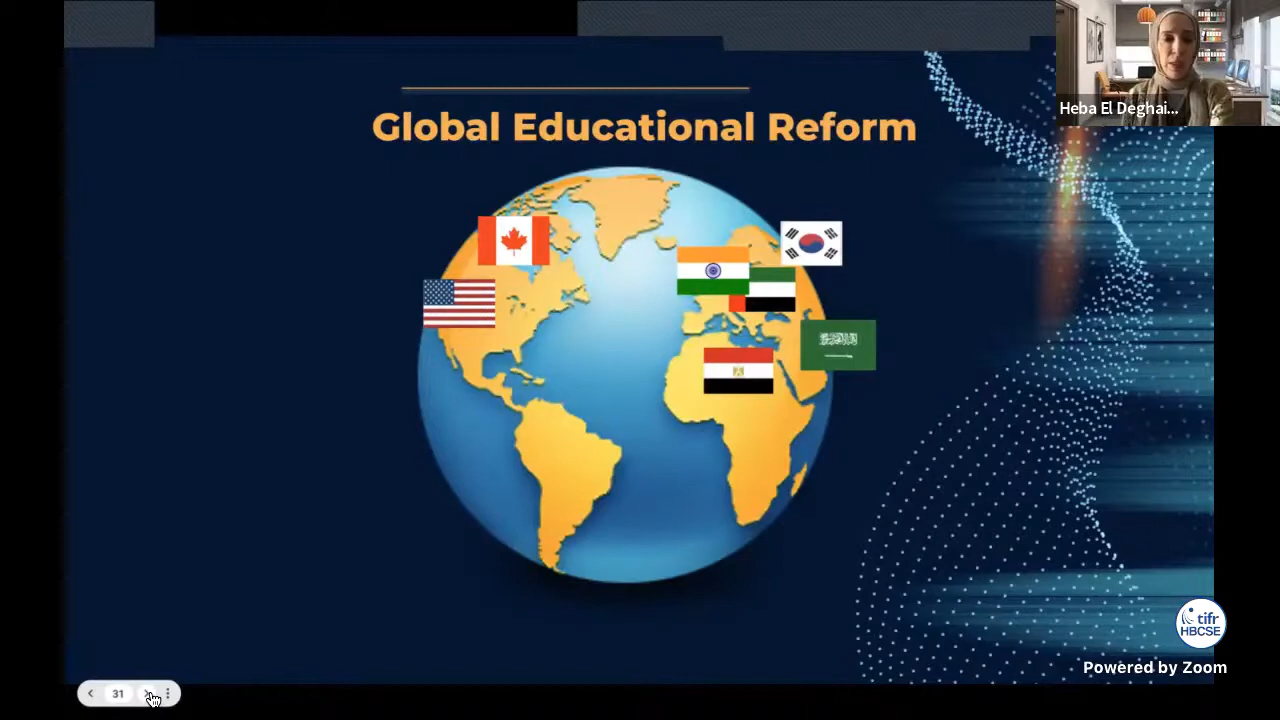 Heba El Deghai...
Global Educational Reform
tifr
HBCSE
Powered by Zoom
31